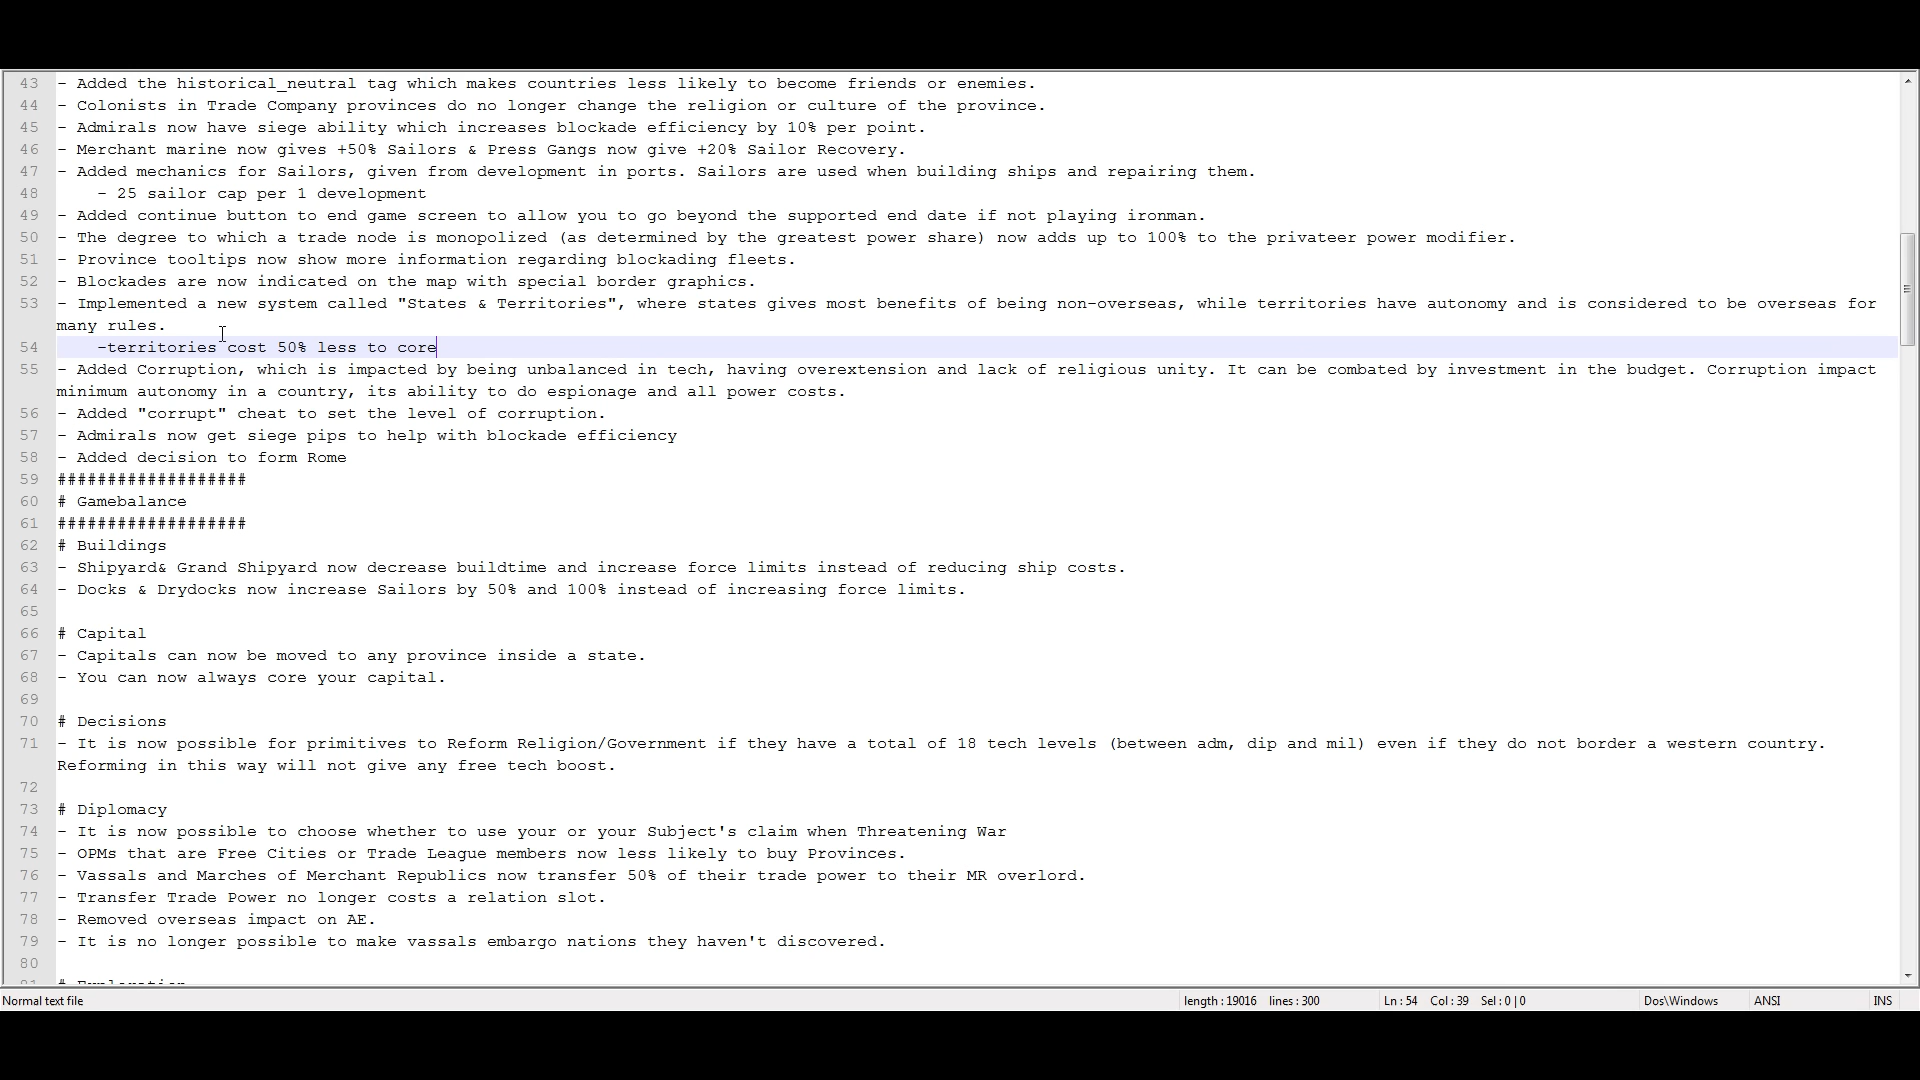 43 - Added the historical_neutral tag which makes countries less likely to become friends or enemies.
44 - Colonists in Trade Company provinces do no longer change the religion or culture of the province.
45 - Admirals now have siege ability which increases blockade efficiency by 10% per point.
46 - Merchant marine now gives +50% Sailors & Press Gangs now give +20% Sailor Recovery.
47 - Added mechanics for Sailors, given from development in ports. Sailors are used when building ships and repairing them.
48 - 25 sailor cap per 1 development
49 - Added continue button to end game screen to allow you to go beyond the supported end date if not playing ironman.
50 - The degree to which a trade node is monopolized (as determined by the greatest power share) now adds up to 100% to the privateer power modifier.
51 - Province tooltips now show more information regarding blockading fleets.
52 - Blockades are now indicated on the map with special border graphics.
53 - Implemented a new system called "States & Territories", where states gives most benefits of being non-overseas, while territories have autonomy and is considered to be overseas for
many rules.
54 -territories cost 50% less to core
55 - Added Corruption, which is impacted by being unbalanced in tech, having overextension and lack of religious unity. It can be combated by investment in the budget. Corruption impact
minimum autonomy in a country, its ability to do espionage and all power costs.
56 - Added "corrupt" cheat to set the level of corruption.
57 - Admirals now get siege pips to help with blockade efficiency
58 - Added decision to form Rome
59 ###################
60 # Gamebalance
61 ###################
62 # Buildings
63 - Shipyard& Grand Shipyard now decrease buildtime and increase force limits instead of reducing ship costs.
64 - Docks & Drydocks now increase Sailors by 50% and 100% instead of increasing force limits.
65
66 # Capital
67 - Capitals can now be moved to any province inside a state.
68 - You can now always core your capital.
69
70 # Decisions
71 - It is now possible for primitives to Reform Religion/Government if they have a total of 18 tech levels (between adm, dip and mil) even if they do not border a western country.
Reforming in this way will not give any free tech boost.
72
73 # Diplomacy
74 - It is now possible to choose whether to use your or your Subject's claim when Threatening War
75 - OPMs that are Free Cities or Trade League members now less likely to buy Provinces.
76 - Vassals and Marches of Merchant Republics now transfer 50% of their trade power to their MR overlord.
77 - Transfer Trade Power no longer costs a relation slot.
78 - Removed overseas impact on AE.
79 - It is no longer possible to make vassals embargo nations they haven't discovered.
80
Normal text file length : 19016 lines : 300 Ln : 54 Col : 39 Sel : 0 | 0 Dos\Windows ANSI INS